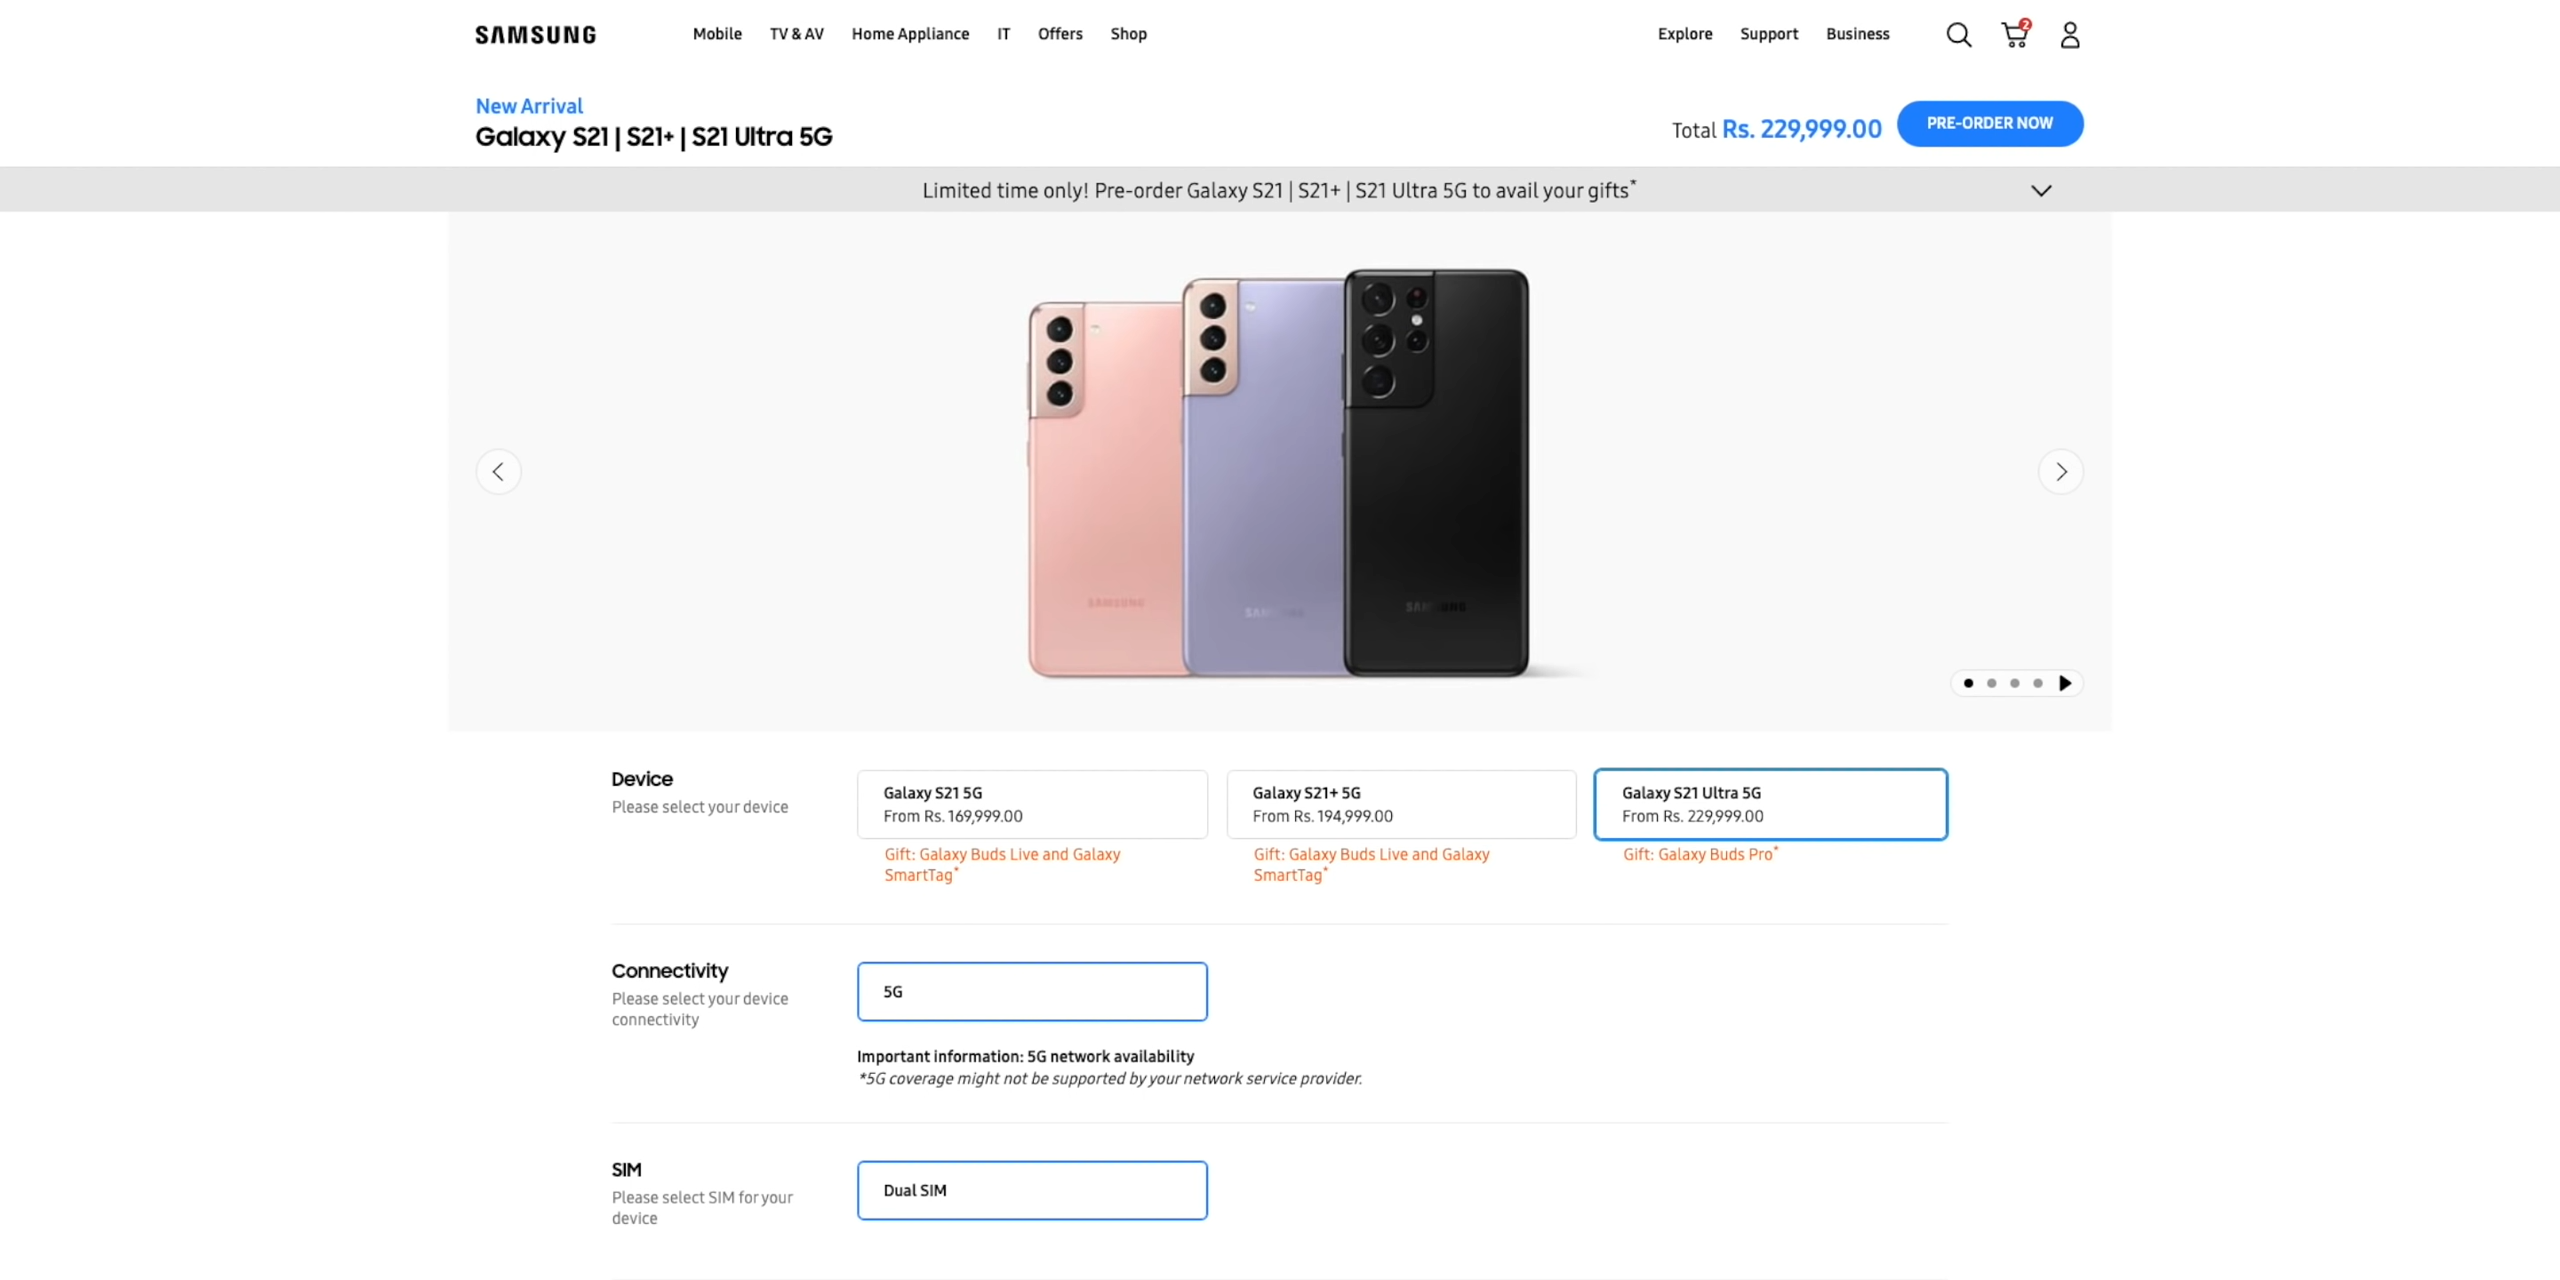 SAMSUNG
Mobile TV & AV Home Appliance IT Offers Shop
Explore Support Business
2
New Arrival
Galaxy S21 | S21+ | S21 Ultra 5G
Total Rs. 229,999.00
PRE-ORDER NOW
Limited time only! Pre-order Galaxy S21 | S21+ | S21 Ultra 5G to avail your gifts*
SAMSUNG
SAMSUNG
SAMSUNG
Device
Please select your device
Galaxy S21 5G
From Rs. 169,999.00
Gift: Galaxy Buds Live and Galaxy
SmartTag*
Galaxy S21+ 5G
From Rs. 194,999.00
Gift: Galaxy Buds Live and Galaxy
SmartTag*
Galaxy S21 Ultra 5G
From Rs. 229,999.00
Gift: Galaxy Buds Pro*
Connectivity
Please select your device
connectivity
5G
Important information: 5G network availability
*5G coverage might not be supported by your network service provider.
SIM
Please select SIM for your
device
Dual SIM